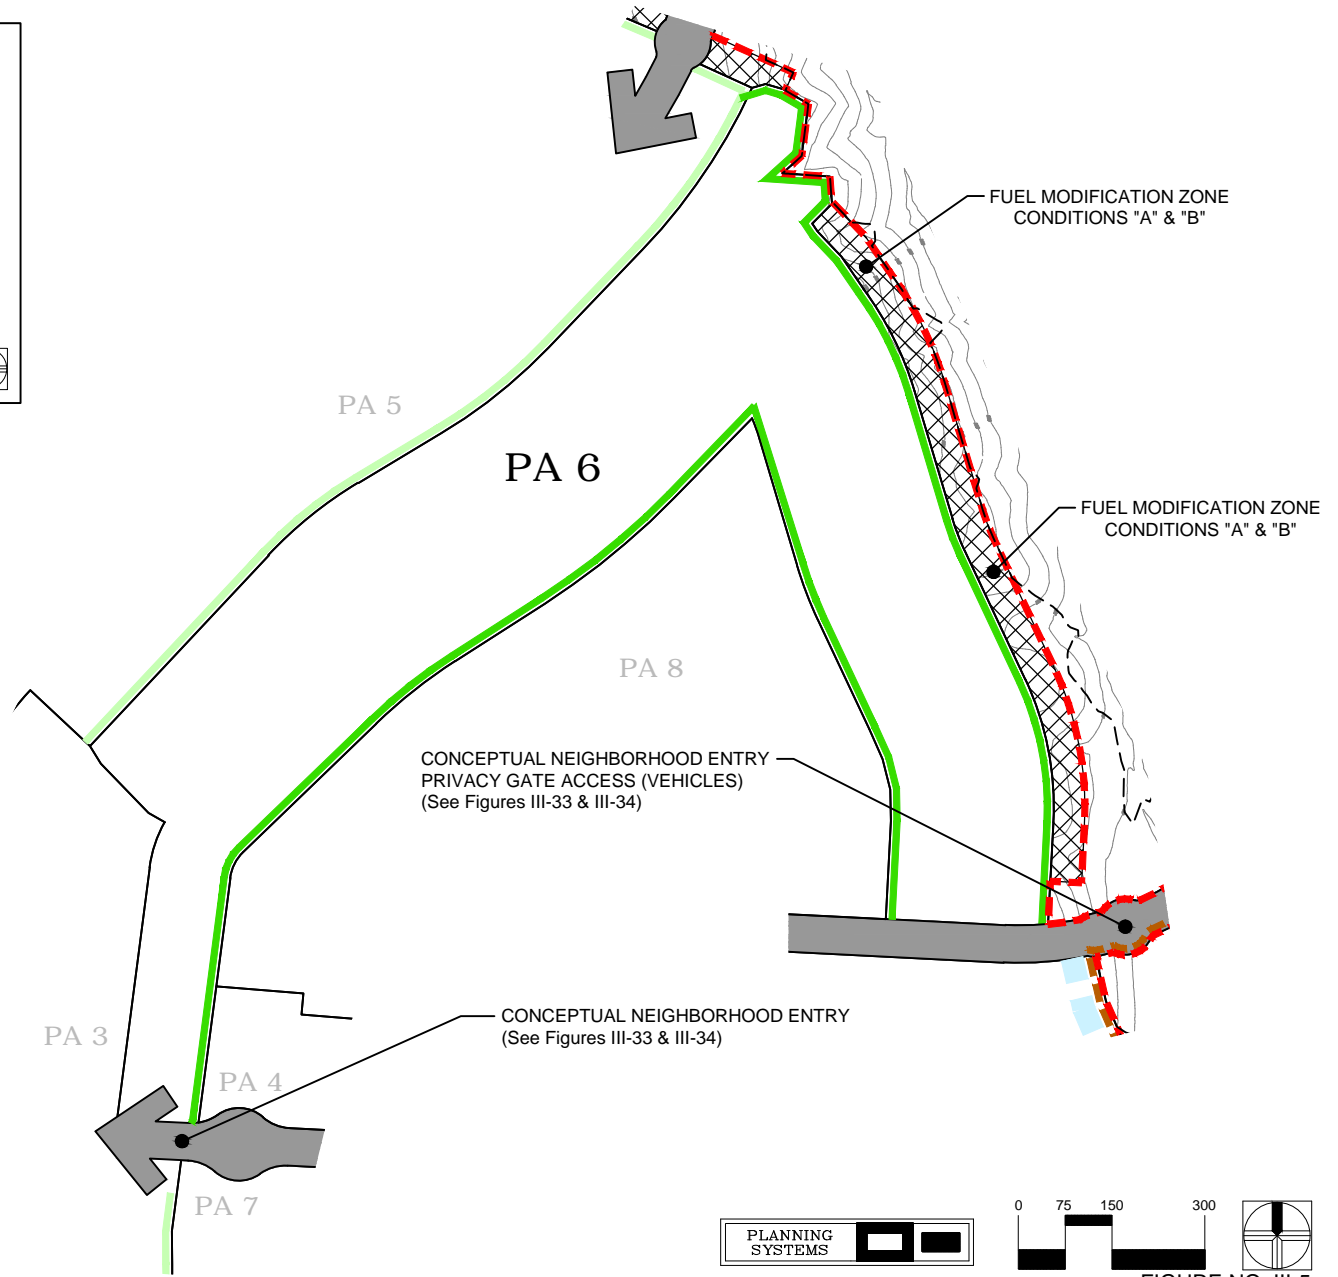 FUEL MODIFICATION ZONE
CONDITIONS "A" & "B"
PA 5
PA 6
FUEL MODIFICATION ZONE
CONDITIONS "A" & "B"
PA 8
CONCEPTUAL NEIGHBORHOOD ENTRY
PRIVACY GATE ACCESS (VEHICLES)
(See Figures III-33 & III-34)
CONCEPTUAL NEIGHBORHOOD ENTRY
(See Figures III-33 & III-34)
PA 3
PA 4
PA 7
0 75 150 300
PLANNING
SYSTEMS